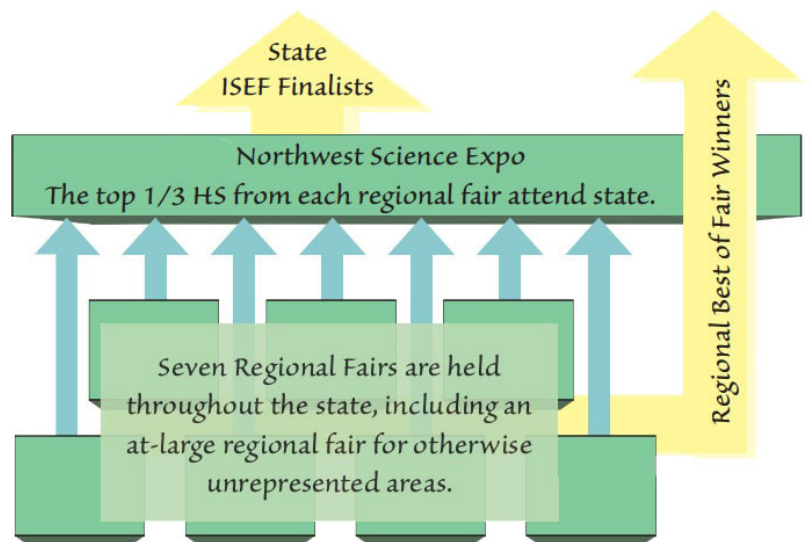 State
ISEF Finalists
Northwest Science Expo
The top 1/3 HS from each regional fair attend state.
Regional Best of Fair Winners
Seven Regional Fairs are held
throughout the state, including an
at-large regional fair for otherwise
unrepresented areas.